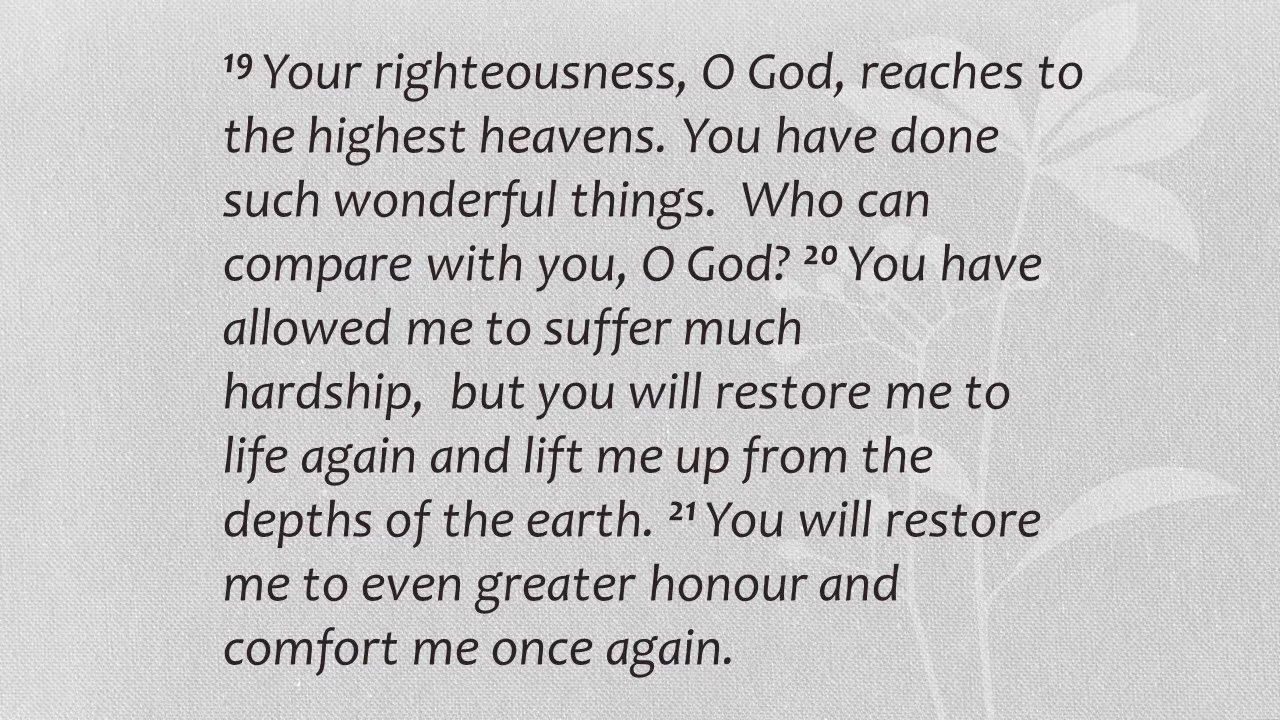 19 Your righteousness, O God, reaches to
the highest heavens. You have done
such wonderful things.  Who can
compare with you, O God? 20 You have
allowed me to suffer much
hardship,  but you will restore me to
life again and lift me up from the
depths of the earth. 21 You will restore
me to even greater honour and
comfort me once again.